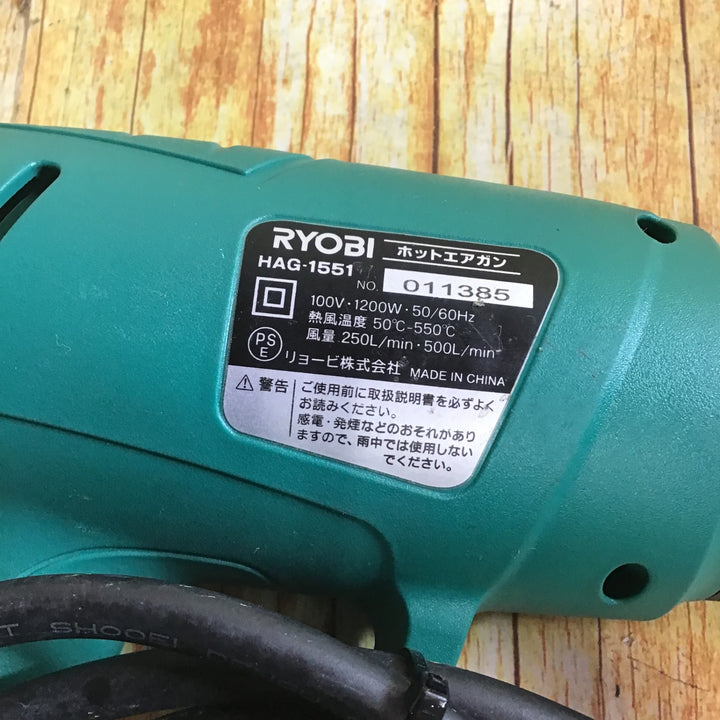 RYOBI ホットエアガン
HAG-1551
NO. 011385
100V・1200W・50/60Hz
熱風温度 50℃-550℃
風量 250L/min・500L/min
PS
E
リョービ株式会社 MADE IN CHINA
⚠警告 ご使用前に取扱説明書を必ずよく
お読みください。
感電・発煙などのおそれがあり
ますので、雨中では使用しない
でください。
T SHOOEI